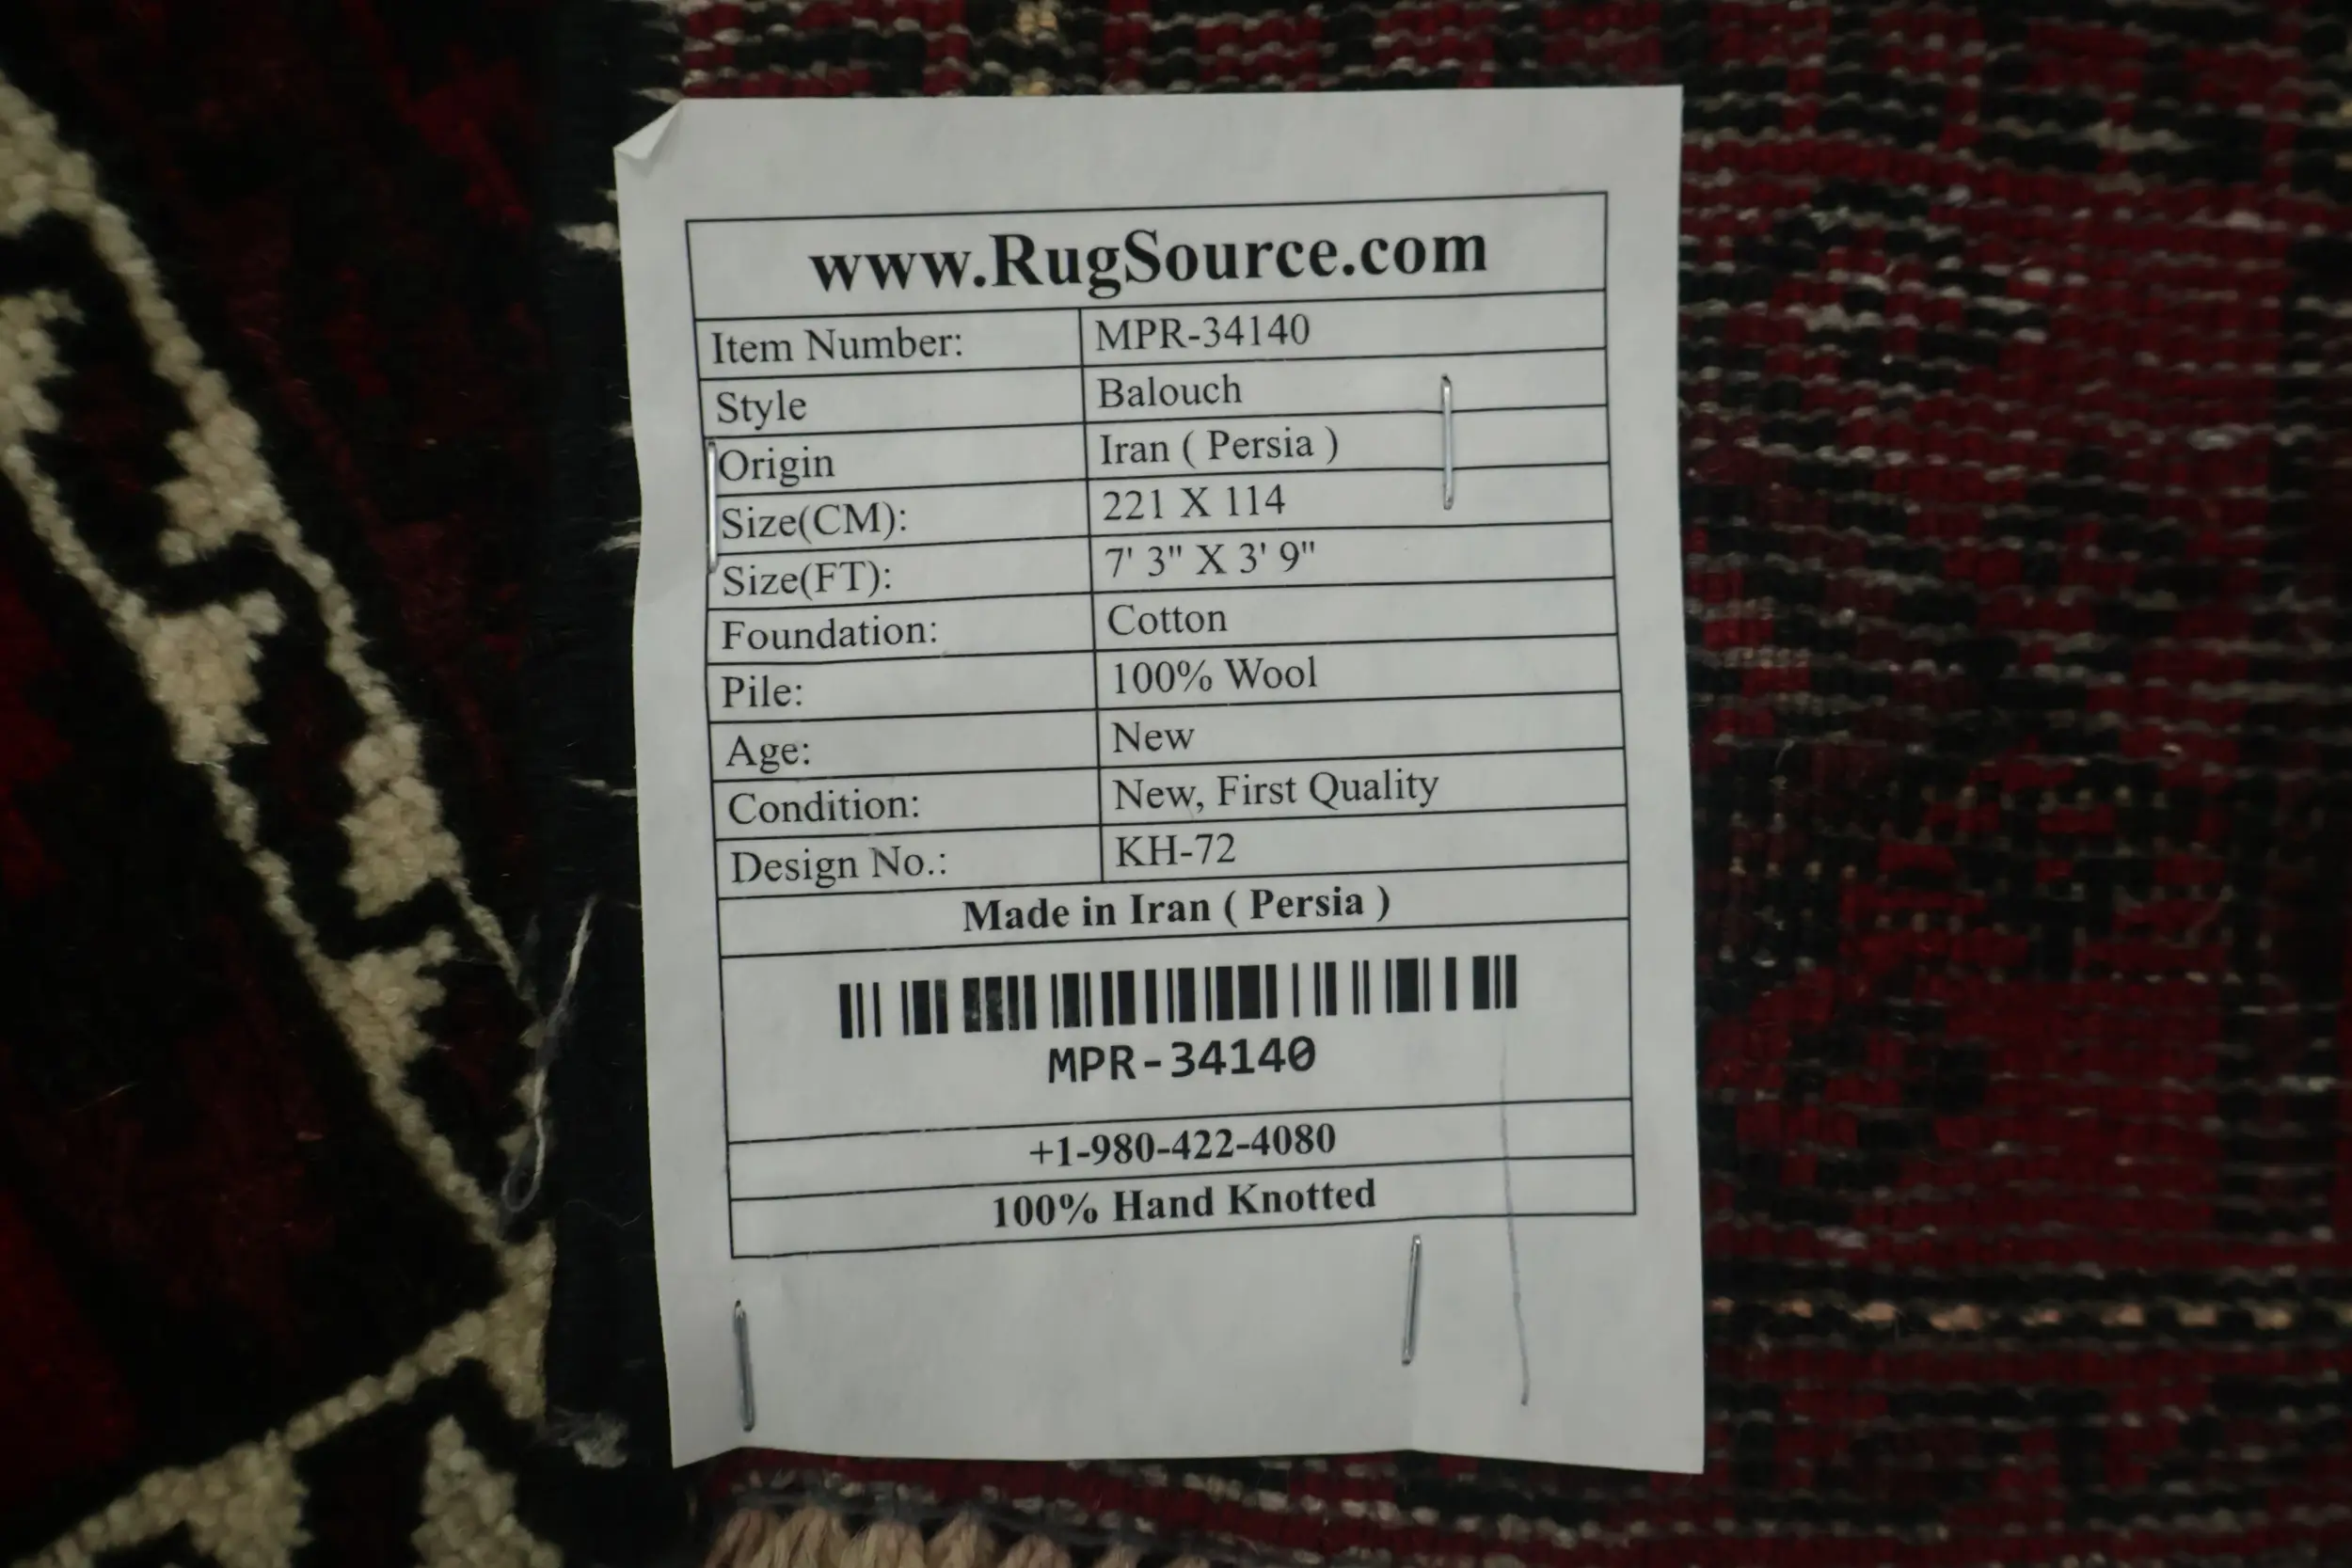 www.RugSource.com
Item Number: MPR-34140
Style Balouch
Origin Iran ( Persia )
Size(CM): 221 X 114
Size(FT): 7' 3" X 3' 9"
Foundation: Cotton
Pile: 100% Wool
Age: New
Condition: New, First Quality
Design No.: KH-72
Made in Iran ( Persia )
MPR-34140
+1-980-422-4080
100% Hand Knotted